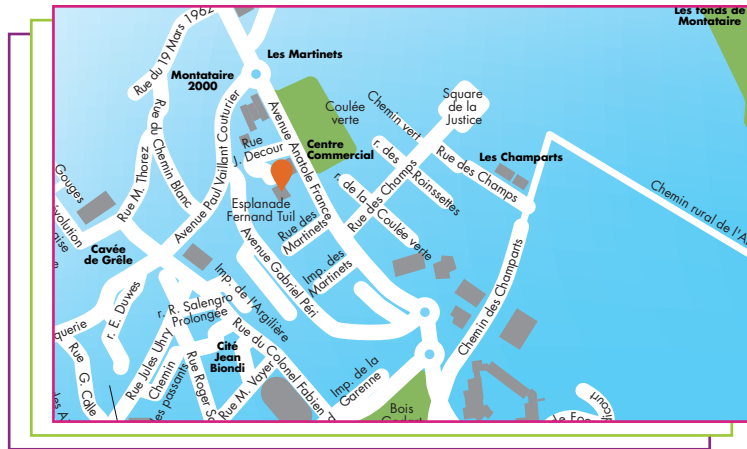 Les fonds de
Montataire
Rue du 19 Mars 1962
Les Martinets
Montataire
2000
Coulée
verte
Square
de la
Justice
Chemin vert
Rue du Chemin Blanc
Avenue Paul Vaillant Couturier
Avenue Anatole France
Rue
J. Decour
Centre
Commercial
r. des
Roinssettes
Rue des Champs
Les Champarts
Gouges
Rue M. Thorez
r. de la
Coulée verte
Rue des Champs
Chemin rural de l'A
Esplanade
Fernand Tuil
Rue des
Martinets
Cavée
de Grêle
Avenue Gabriel Péri
Imp. des
Martinets
Imp. de l'Argilière
r. E. Duwes
r. R. Salengro
Prolongée
Chemin des Champarts
querie
Rue G. Calle
Rue Jules Uhry
Chemin
les passants
Rue Roger
Cité
Jean
Biondi
Rue M. Vayer
Rue du Colonel Fabien
Imp. de la
Garenne
Bois